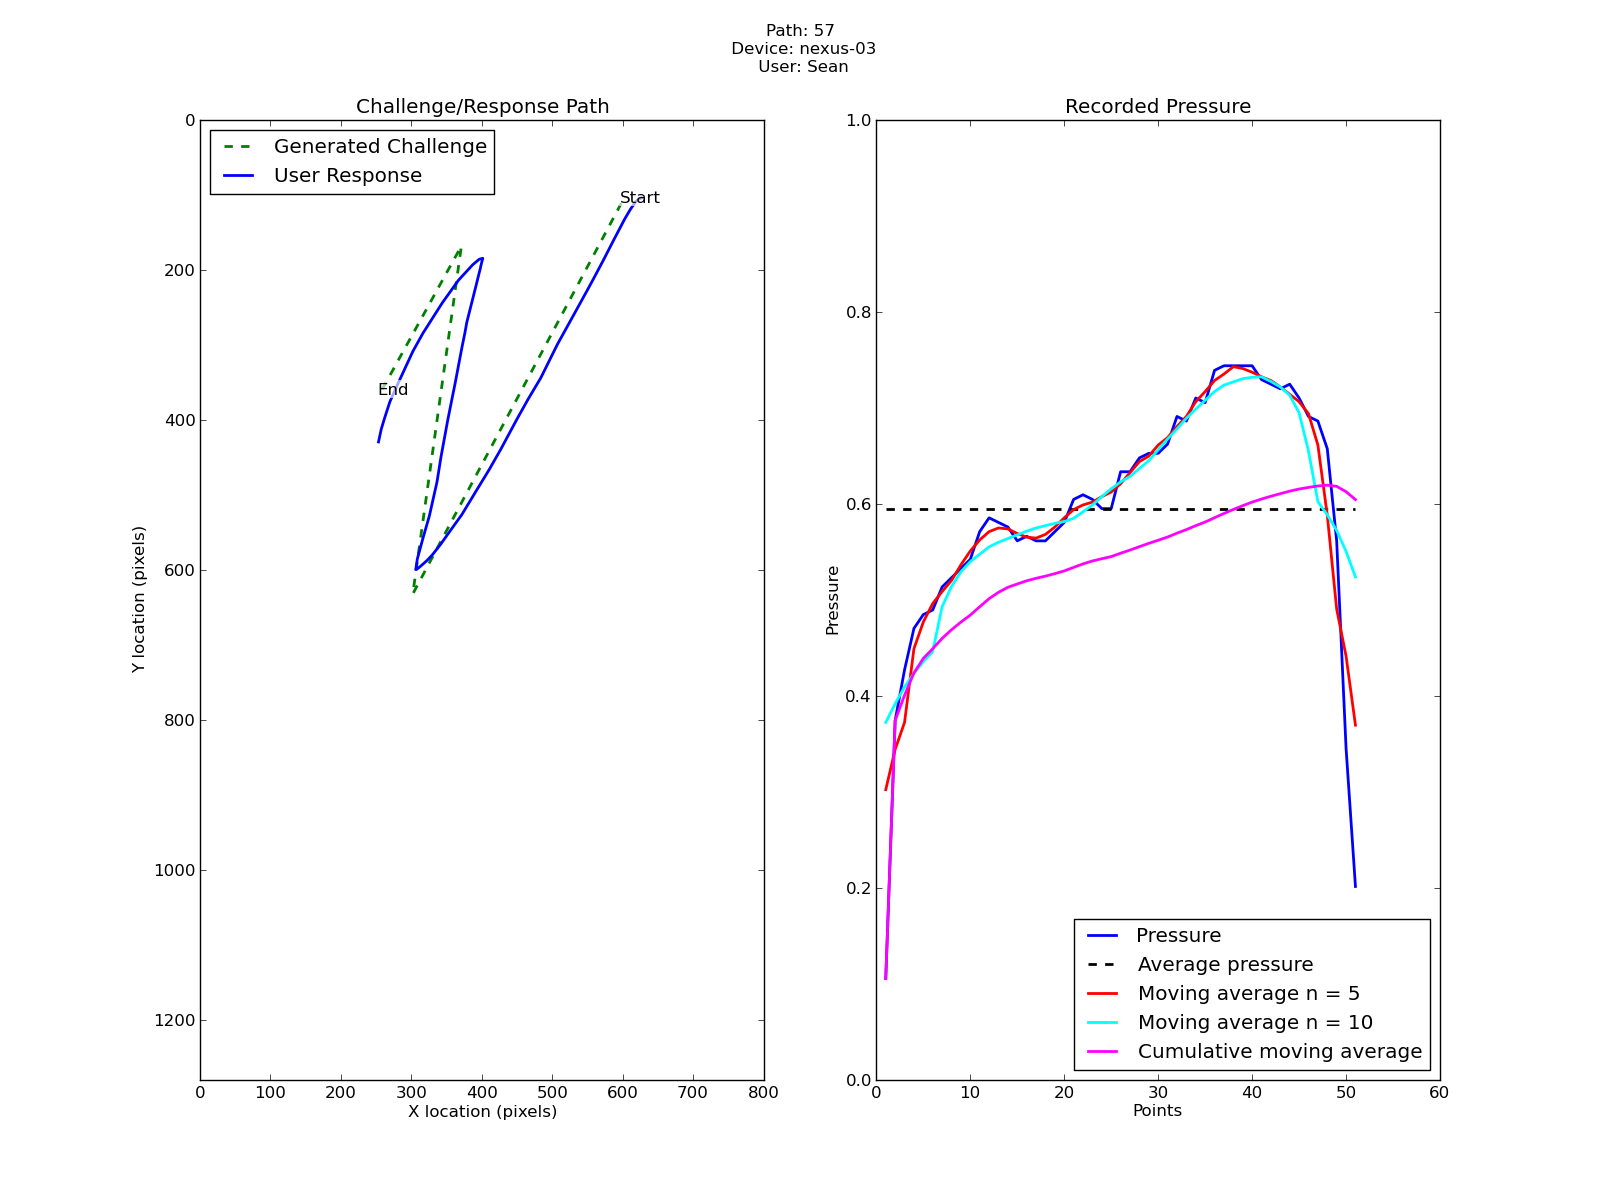 Path: 57
Device: nexus-03
User: Sean
Challenge/Response Path
Generated Challenge
User Response
Start
End
0
200
400
600
800
1000
1200
Y location (pixels)
0 100 200 300 400 500 600 700 800
X location (pixels)
Recorded Pressure
1.0
0.8
0.6
0.4
0.2
0.0
Pressure
Pressure
Average pressure
Moving average n = 5
Moving average n = 10
Cumulative moving average
0 10 20 30 40 50 60
Points